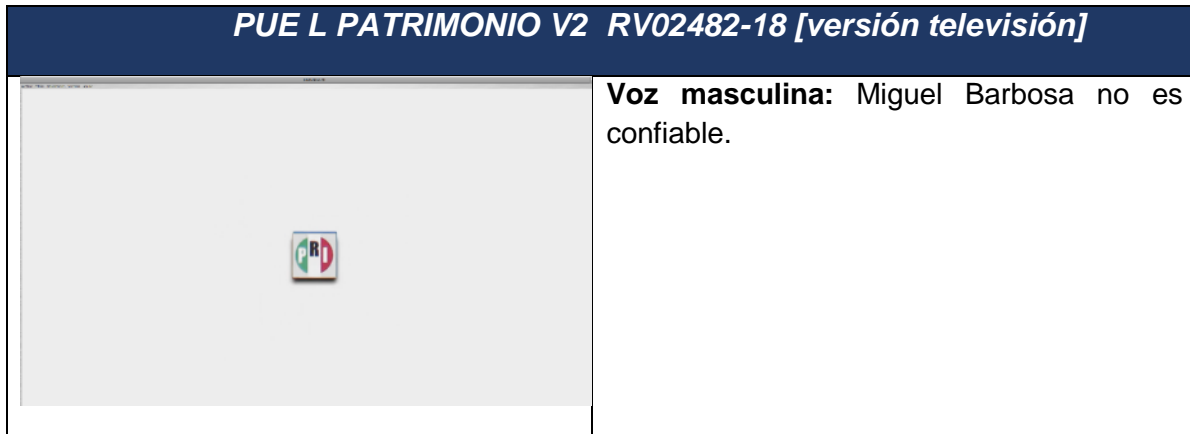 PUE L PATRIMONIO V2 RV02482-18 [versión televisión]
PRI
Voz masculina: Miguel Barbosa no es
confiable.